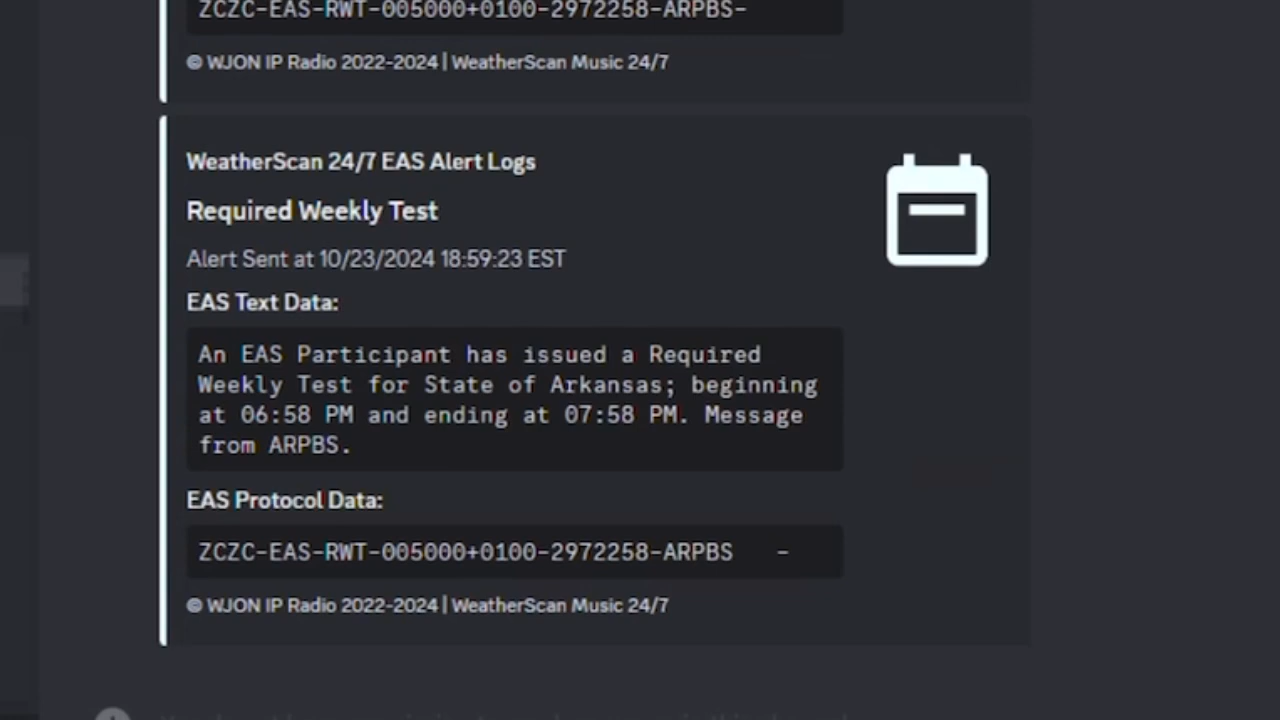 ZCZC-EAS-RWT-005000+0100-2972258-ARPBS-
© WJON IP Radio 2022-2024 | WeatherScan Music 24/7
WeatherScan 24/7 EAS Alert Logs
Required Weekly Test
Alert Sent at 10/23/2024 18:59:23 EST
EAS Text Data:
An EAS Participant has issued a Required
Weekly Test for State of Arkansas; beginning
at 06:58 PM and ending at 07:58 PM. Message
from ARPBS.
EAS Protocol Data:
ZCZC-EAS-RWT-005000+0100-2972258-ARPBS   -
© WJON IP Radio 2022-2024 | WeatherScan Music 24/7